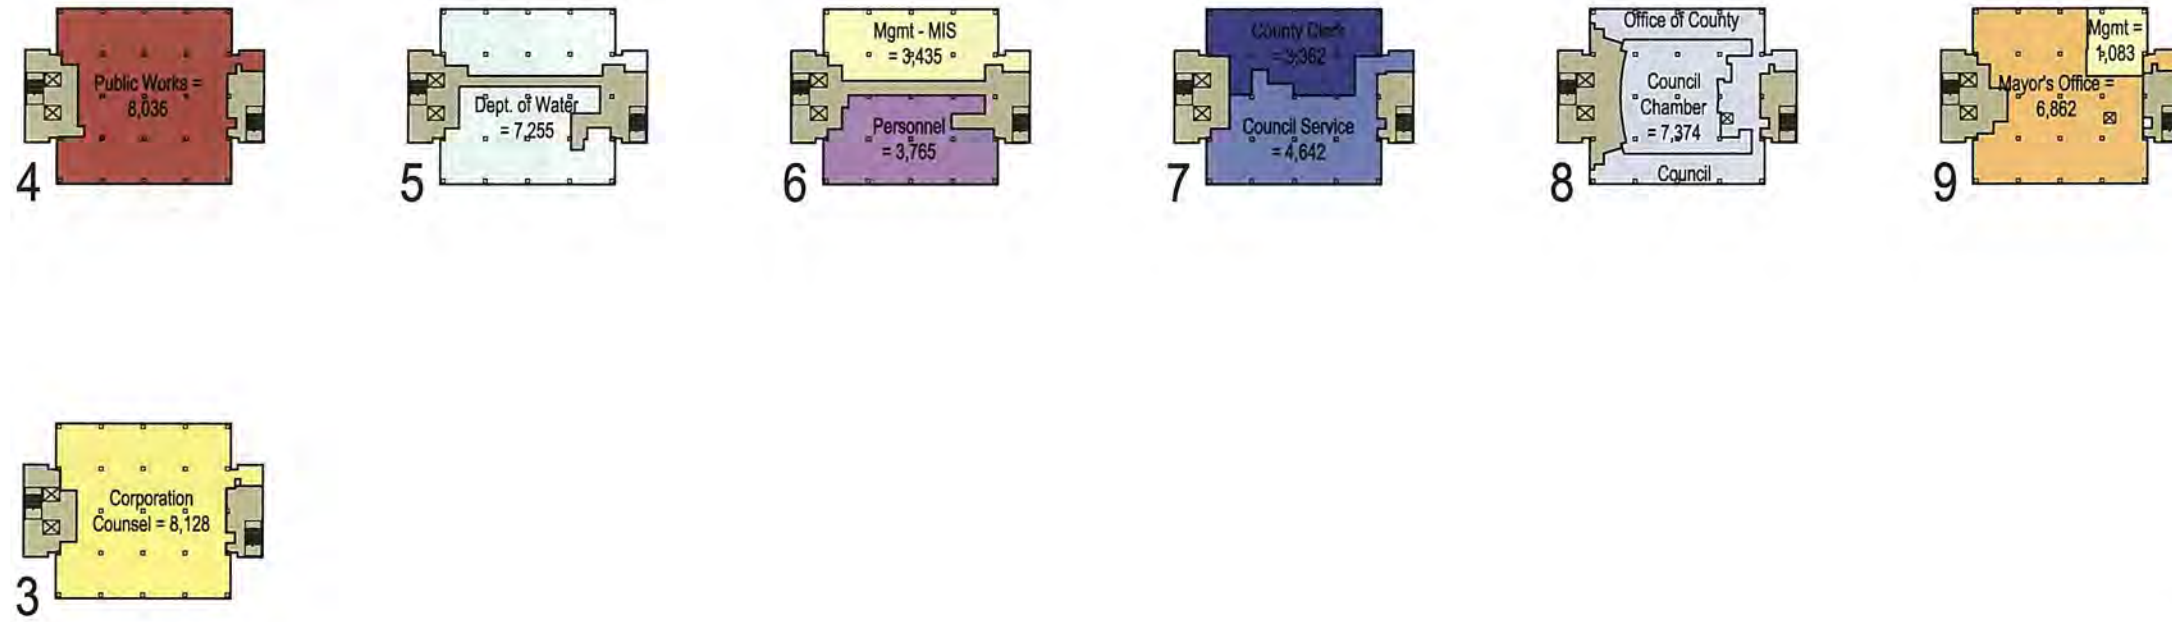 Public Works =
8,036
4
Dept. of Water
= 7,255
5
Mgmt - MIS
= 3,435
Personnel
= 3,765
6
County Clerk
= 3,362
Council Service
= 4,642
7
Office of County
Council
Chamber
= 7,374
Council
8
Mgmt =
1,083
Mayor's Office =
6,862
9
Corporation
Counsel = 8,128
3